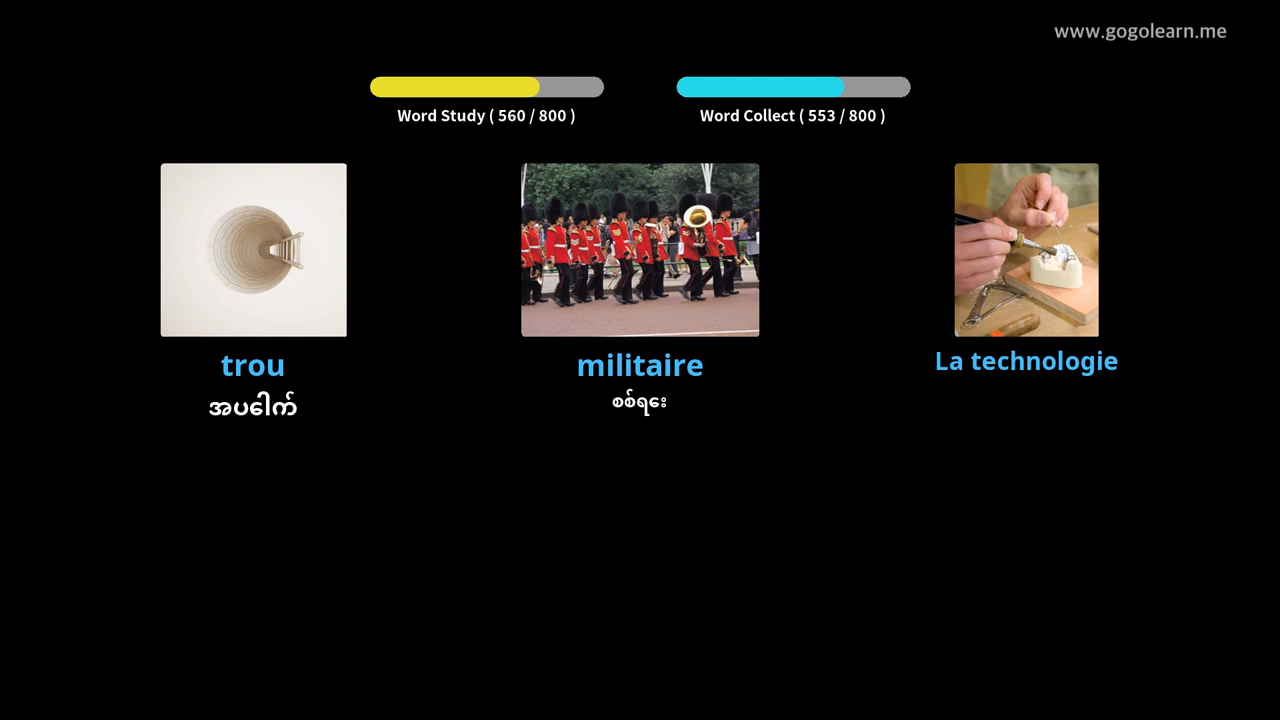 www.gogolearn.me
Word Study ( 560 / 800 )
Word Collect ( 553 / 800 )
trou
militaire
La technologie
အပေါက်
စစ်ရေး